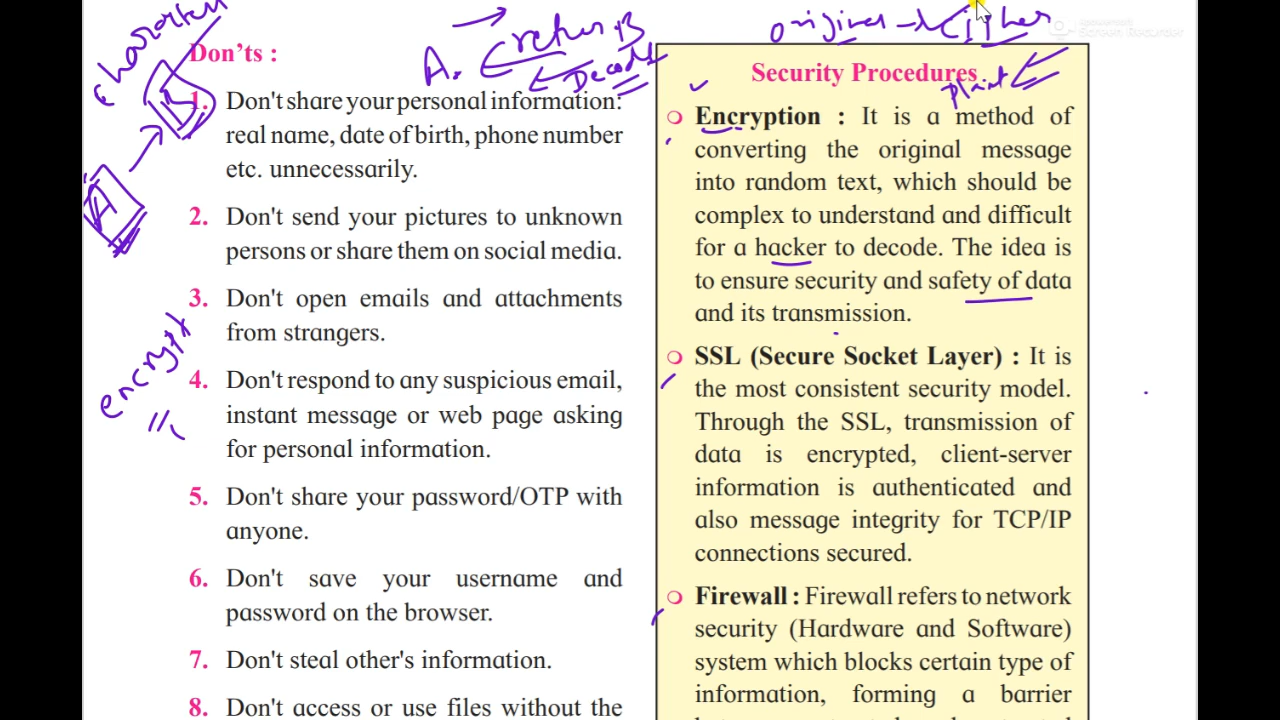 Don'ts :
1. Don't share your personal information:
real name, date of birth, phone number
etc. unnecessarily.
2. Don't send your pictures to unknown
persons or share them on social media.
3. Don't open emails and attachments
from strangers.
4. Don't respond to any suspicious email,
instant message or web page asking
for personal information.
5. Don't share your password/OTP with
anyone.
6. Don't save your username and
password on the browser.
7. Don't steal other's information.
8. Don't access or use files without the
Security Procedures
Encryption : It is a method of
converting the original message
into random text, which should be
complex to understand and difficult
for a hacker to decode. The idea is
to ensure security and safety of data
and its transmission.
SSL (Secure Socket Layer) : It is
the most consistent security model.
Through the SSL, transmission of
data is encrypted, client-server
information is authenticated and
also message integrity for TCP/IP
connections secured.
Firewall : Firewall refers to network
security (Hardware and Software)
system which blocks certain type of
information, forming a barrier
A
B
encrypt
A.
Decode